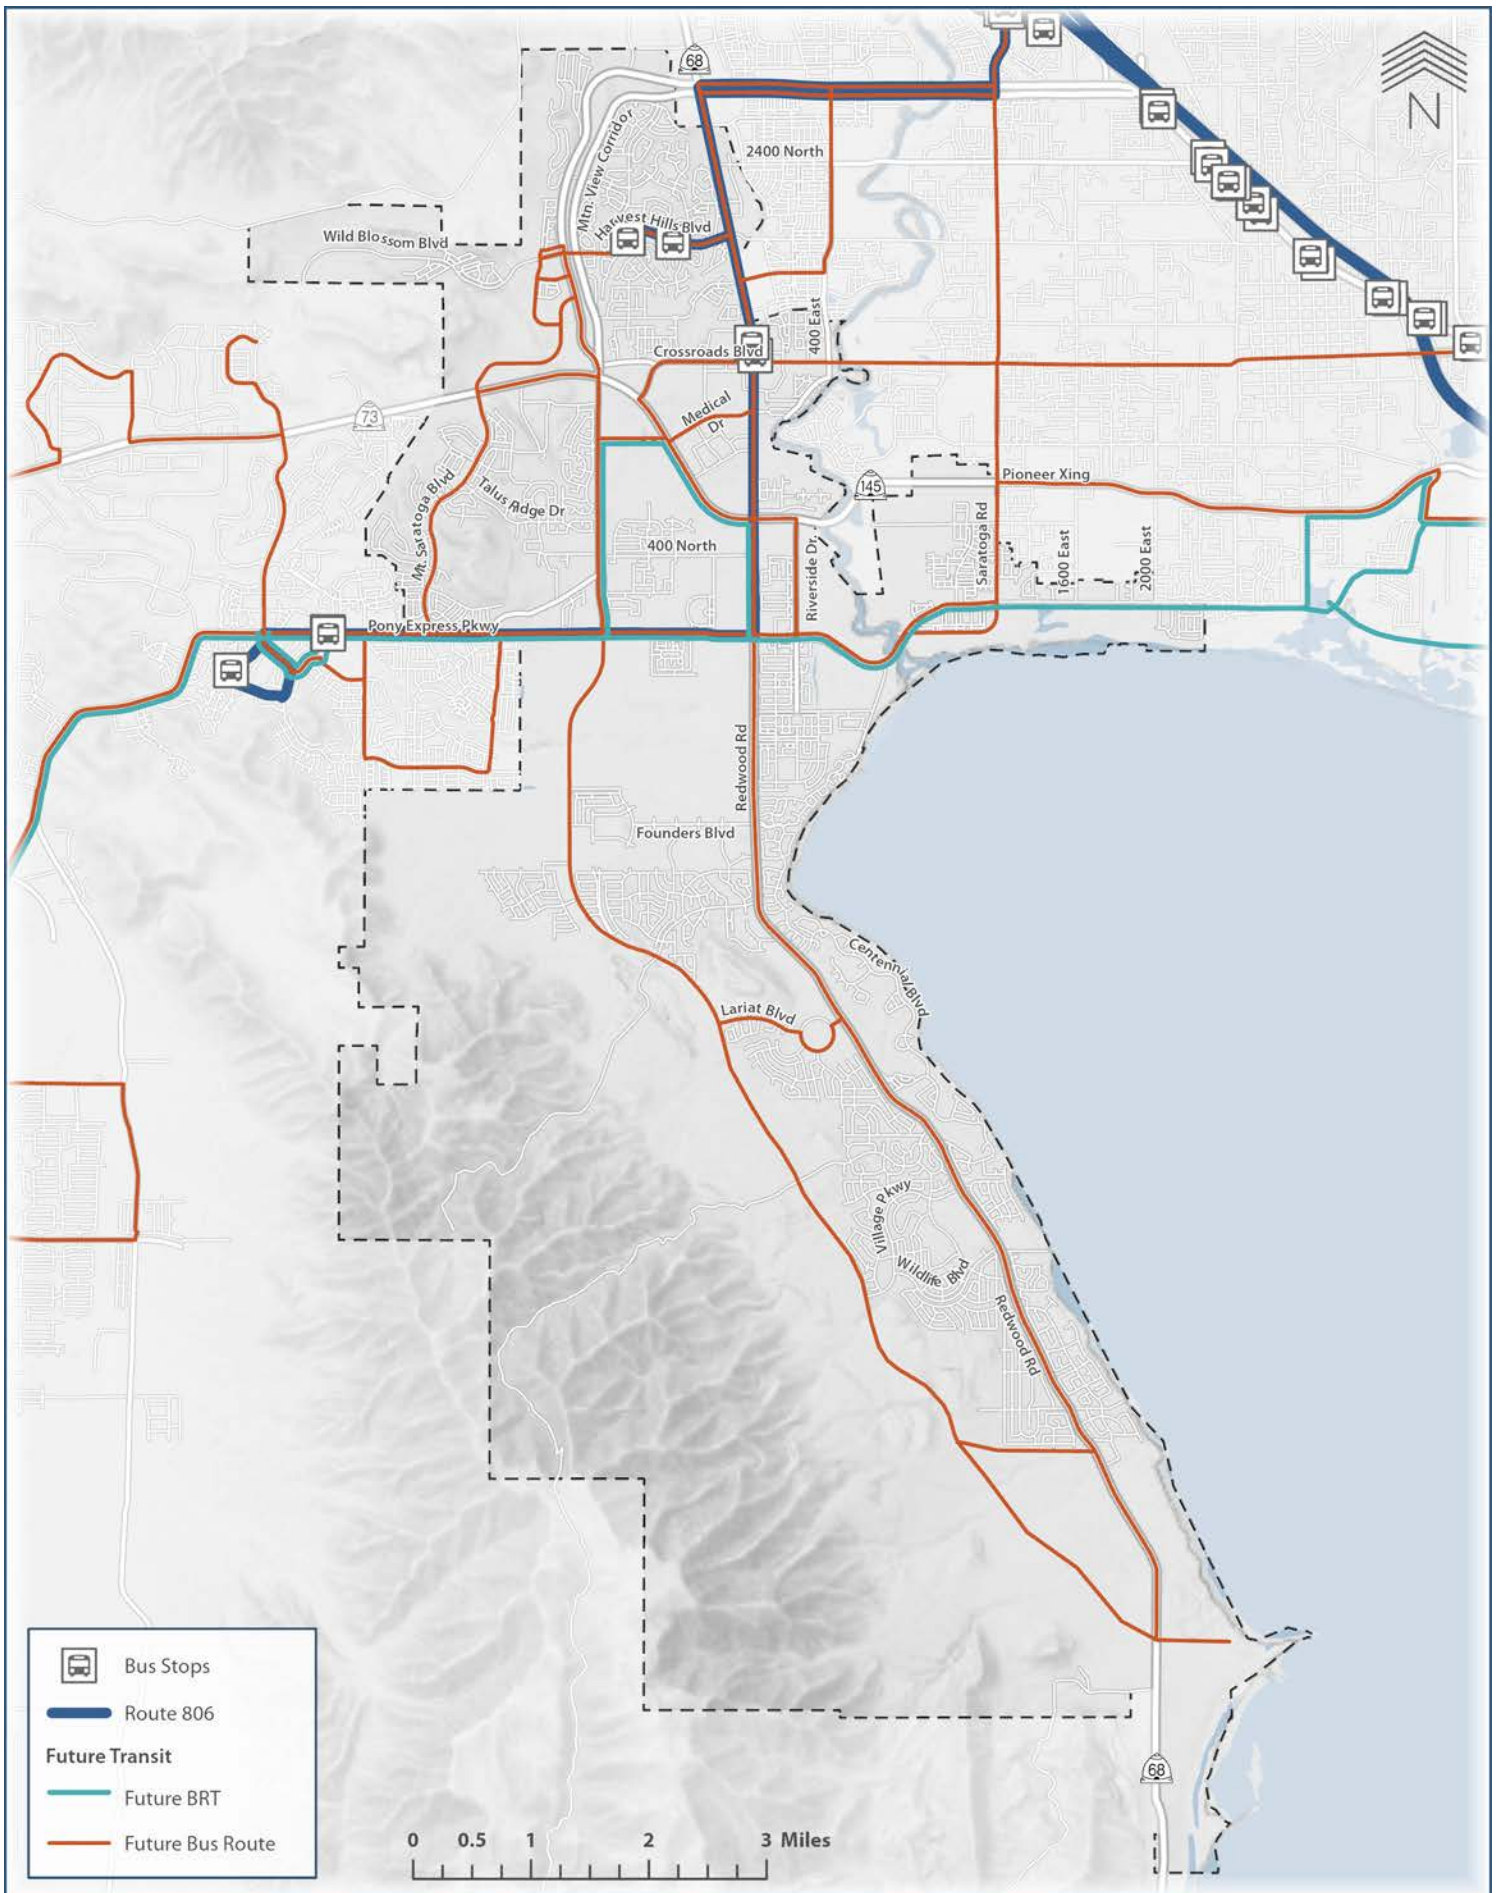 68
N
2400 North
Mtn. View Corridor
Harvest Hills Blvd
Wild Blossom Blvd
400 East
Crossroads Blvd
73
Medical
Dr
Pioneer Xing
145
Mt. Saratoga Blvd
Talus Ridge Dr
400 North
Riverside Dr.
Saratoga Rd
1600 East
2000 East
Pony Express Pkwy
Redwood Rd
Founders Blvd
Centennial Blvd
Lariat Blvd
Village Pkwy
Wildlife Blvd
Redwood Rd
68
Bus Stops
Route 806
Future Transit
Future BRT
Future Bus Route
0 0.5 1 2 3 Miles